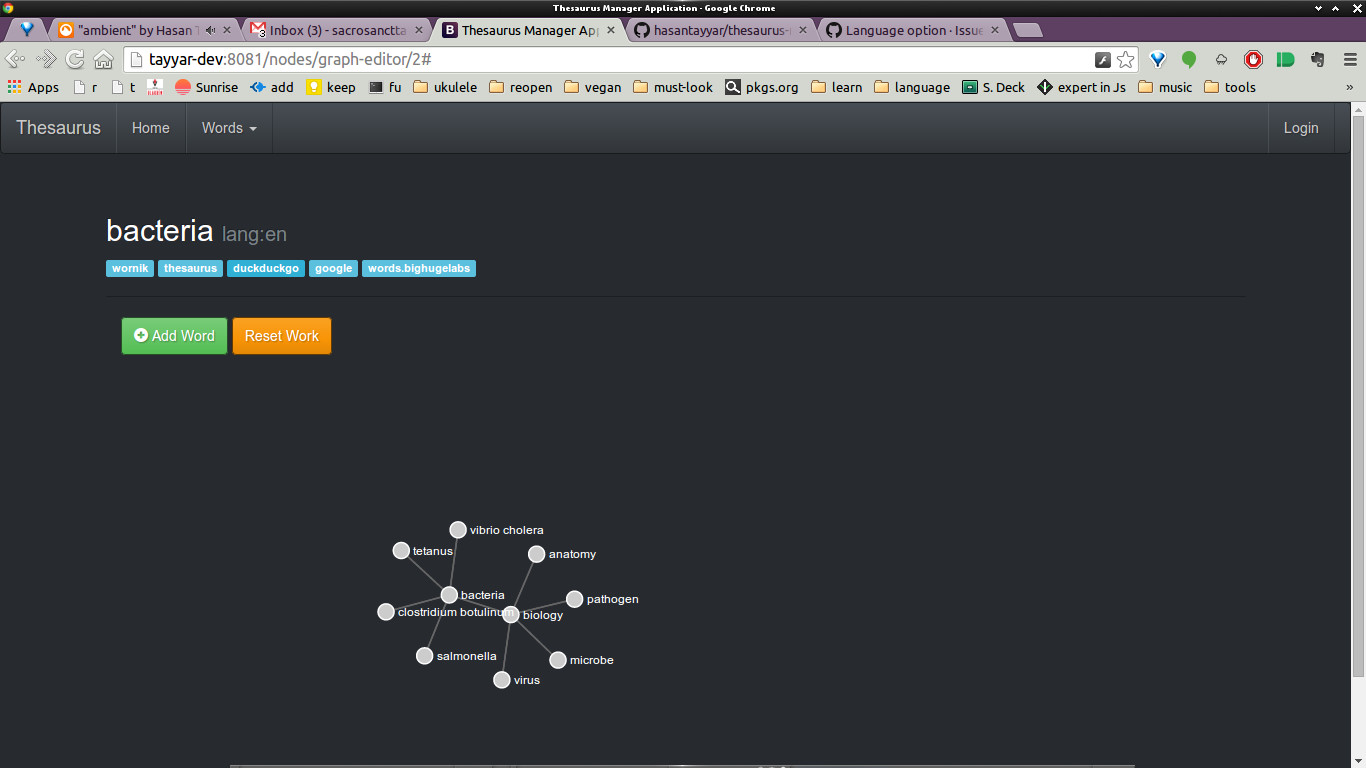 Thesaurus Manager Application - Google Chrome
"ambient" by Hasan
Inbox (3) - sacrosanctta
Thesaurus Manager Ap
hasantayyar/thesaurus-
Language option · Issue
tayyar-dev:8081/nodes/graph-editor/2#
Apps r t Sunrise add keep fu ukulele reopen vegan must-look pkgs.org learn language S. Deck expert in Js music tools »
Thesaurus Home Words Login
bacteria lang:en
wornik thesaurus duckduckgo google words.bighugelabs
Add Word Reset Work
vibrio cholera
tetanus
anatomy
bacteria
pathogen
clostridium botulinum
biology
salmonella
microbe
virus